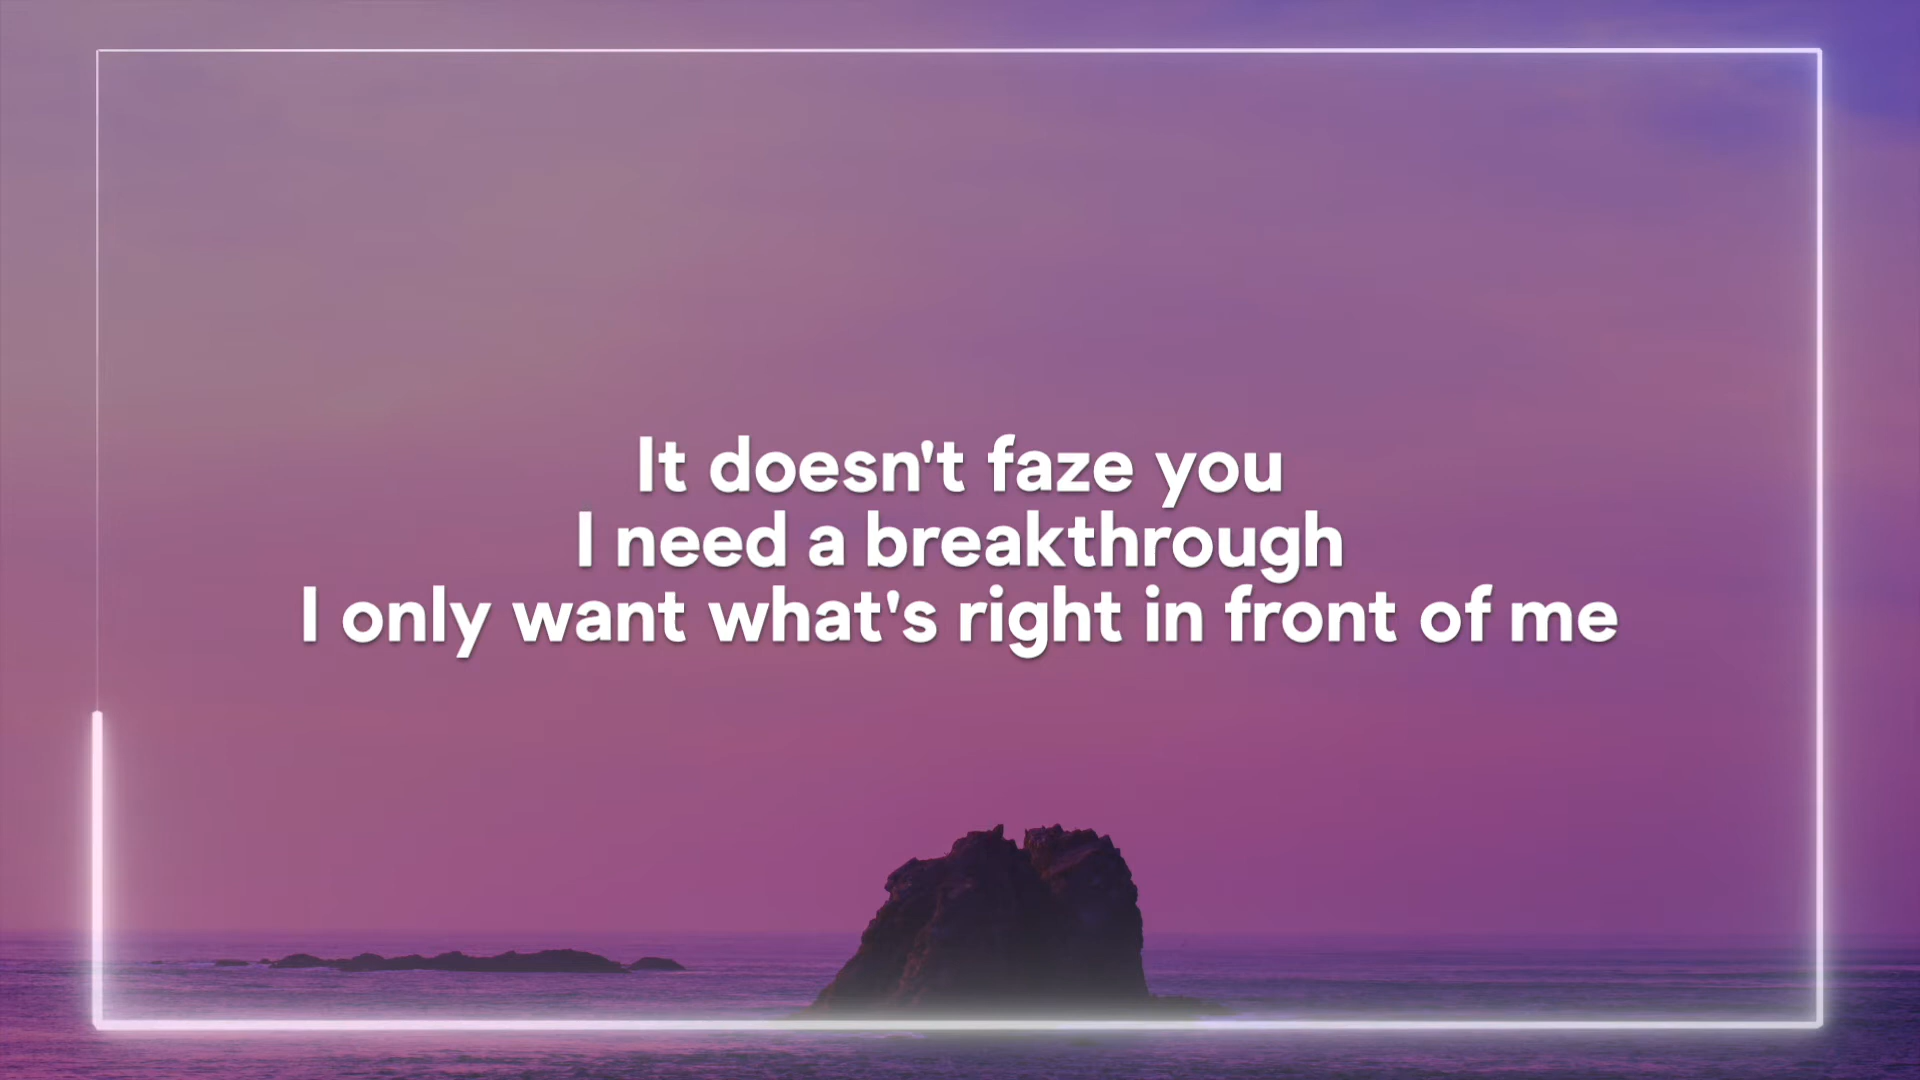 It doesn't faze you
I need a breakthrough
I only want what's right in front of me